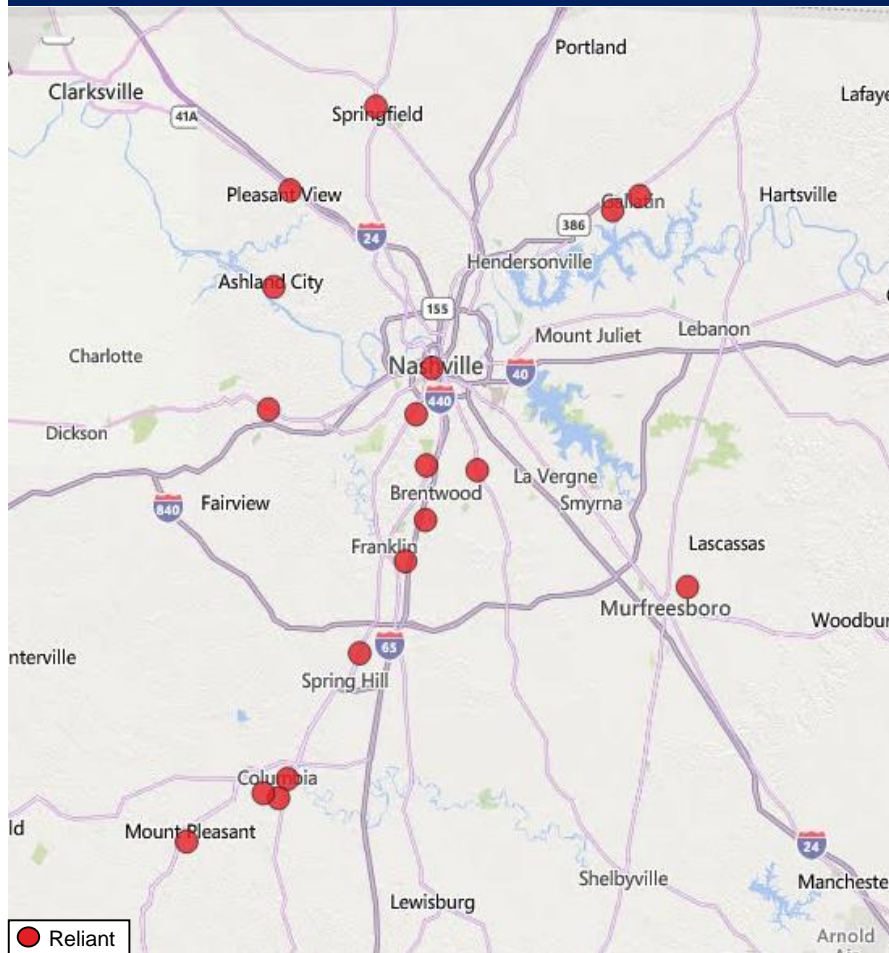 Portland
Clarksville
Lafaye
41A
Springfield
Pleasant View
Gallatin
Hartsville
386
24
Hendersonville
Ashland City
155
Mount Juliet
Lebanon
Charlotte
Nashville
40
440
Dickson
La Vergne
Brentwood
Smyrna
840
Fairview
Franklin
Lascassas
Murfreesboro
Woodbur
65
nterville
Spring Hill
Columbia
ld
Mount Pleasant
24
Shelbyville
Mancheste
Lewisburg
Arnold
Reliant